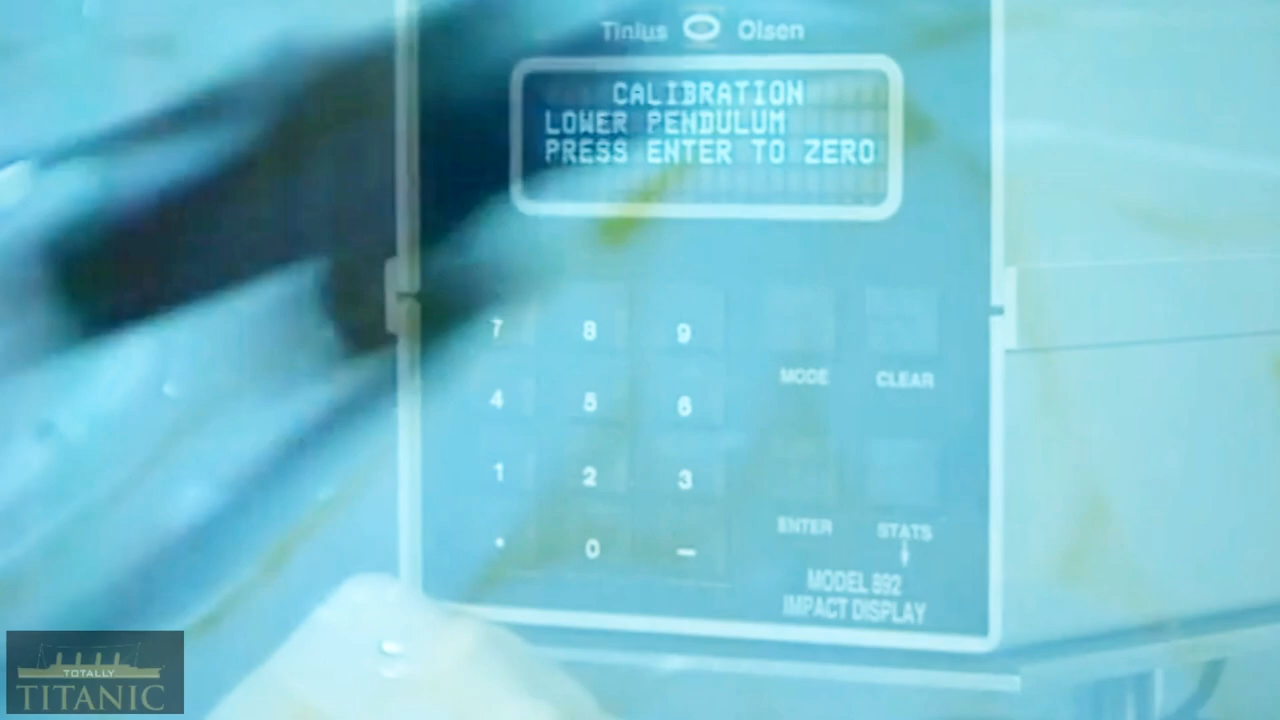 Tinius Olsen
CALIBRATION
LOWER PENDULUM
PRESS ENTER TO ZERO
7 8 9
MODE CLEAR
4 5 6
1 2 3
ENTER STATS
. 0 –
MODEL 892
IMPACT DISPLAY
TOTALLY
TITANIC